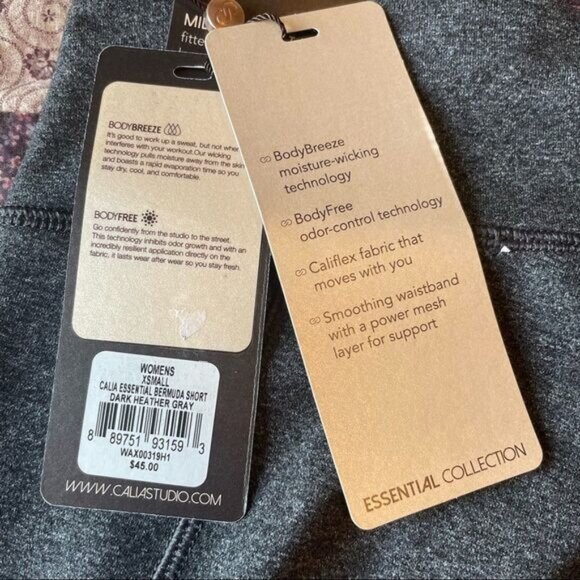 MID
fitte
BODYBREEZE
It's good to work up a sweat, but not when it
interferes with your workout. Our wicking
technology pulls moisture away from the skin
and boasts a rapid evaporation time so you
stay dry, cool, and comfortable.
BODYFREE
Go confidently from the studio to the street.
This technology inhibits odor growth and with an
incredibly resilient application directly on the
fabric, it lasts wear after wear so you stay fresh.
WOMENS
XSMALL
CALIA ESSENTIAL BERMUDA SHORT
DARK HEATHER GRAY
8 89751 93159 3
WAX00319H1
$45.00
WWW.CALIASTUDIO.COM
BodyBreeze
moisture-wicking
technology
BodyFree
odor-control technology
Califlex fabric that
moves with you
Smoothing waistband
with a power mesh
layer for support
ESSENTIAL COLLECTION